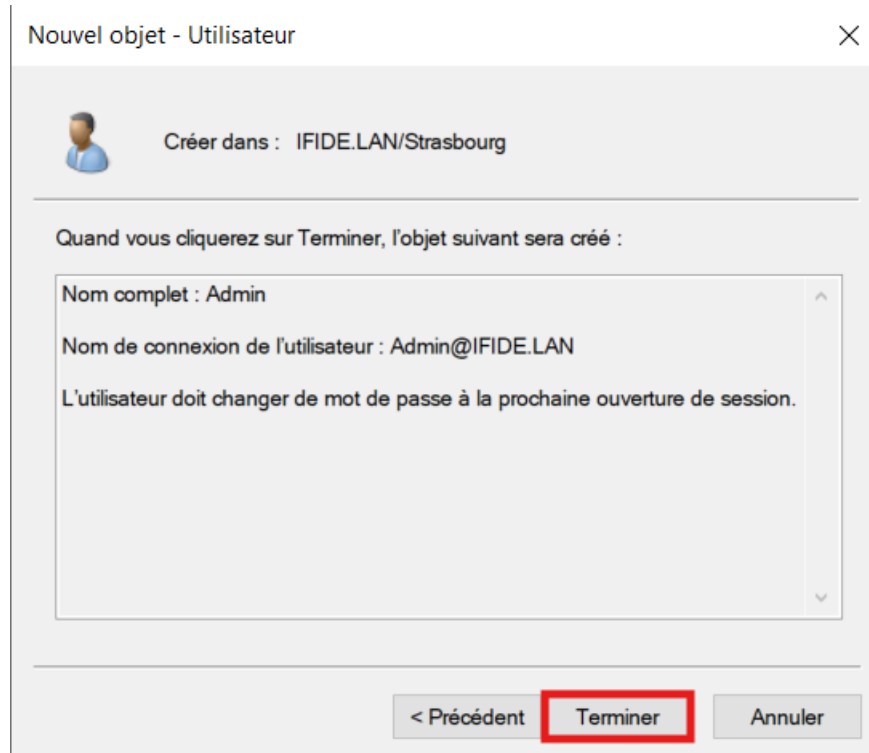 Nouvel objet - Utilisateur
Créer dans : IFIDE.LAN/Strasbourg
Quand vous cliquerez sur Terminer, l'objet suivant sera créé :
Nom complet : Admin
Nom de connexion de l'utilisateur : Admin@IFIDE.LAN
L'utilisateur doit changer de mot de passe à la prochaine ouverture de session.
< Précédent Terminer Annuler